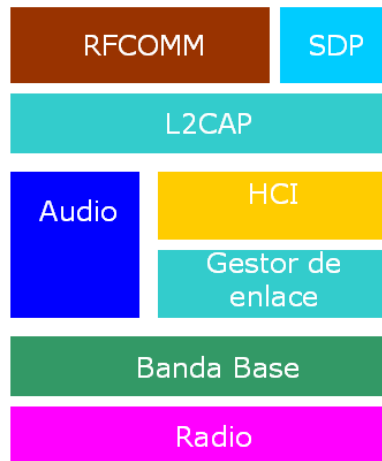 RFCOMM
SDP
L2CAP
Audio
HCI
Gestor de
enlace
Banda Base
Radio